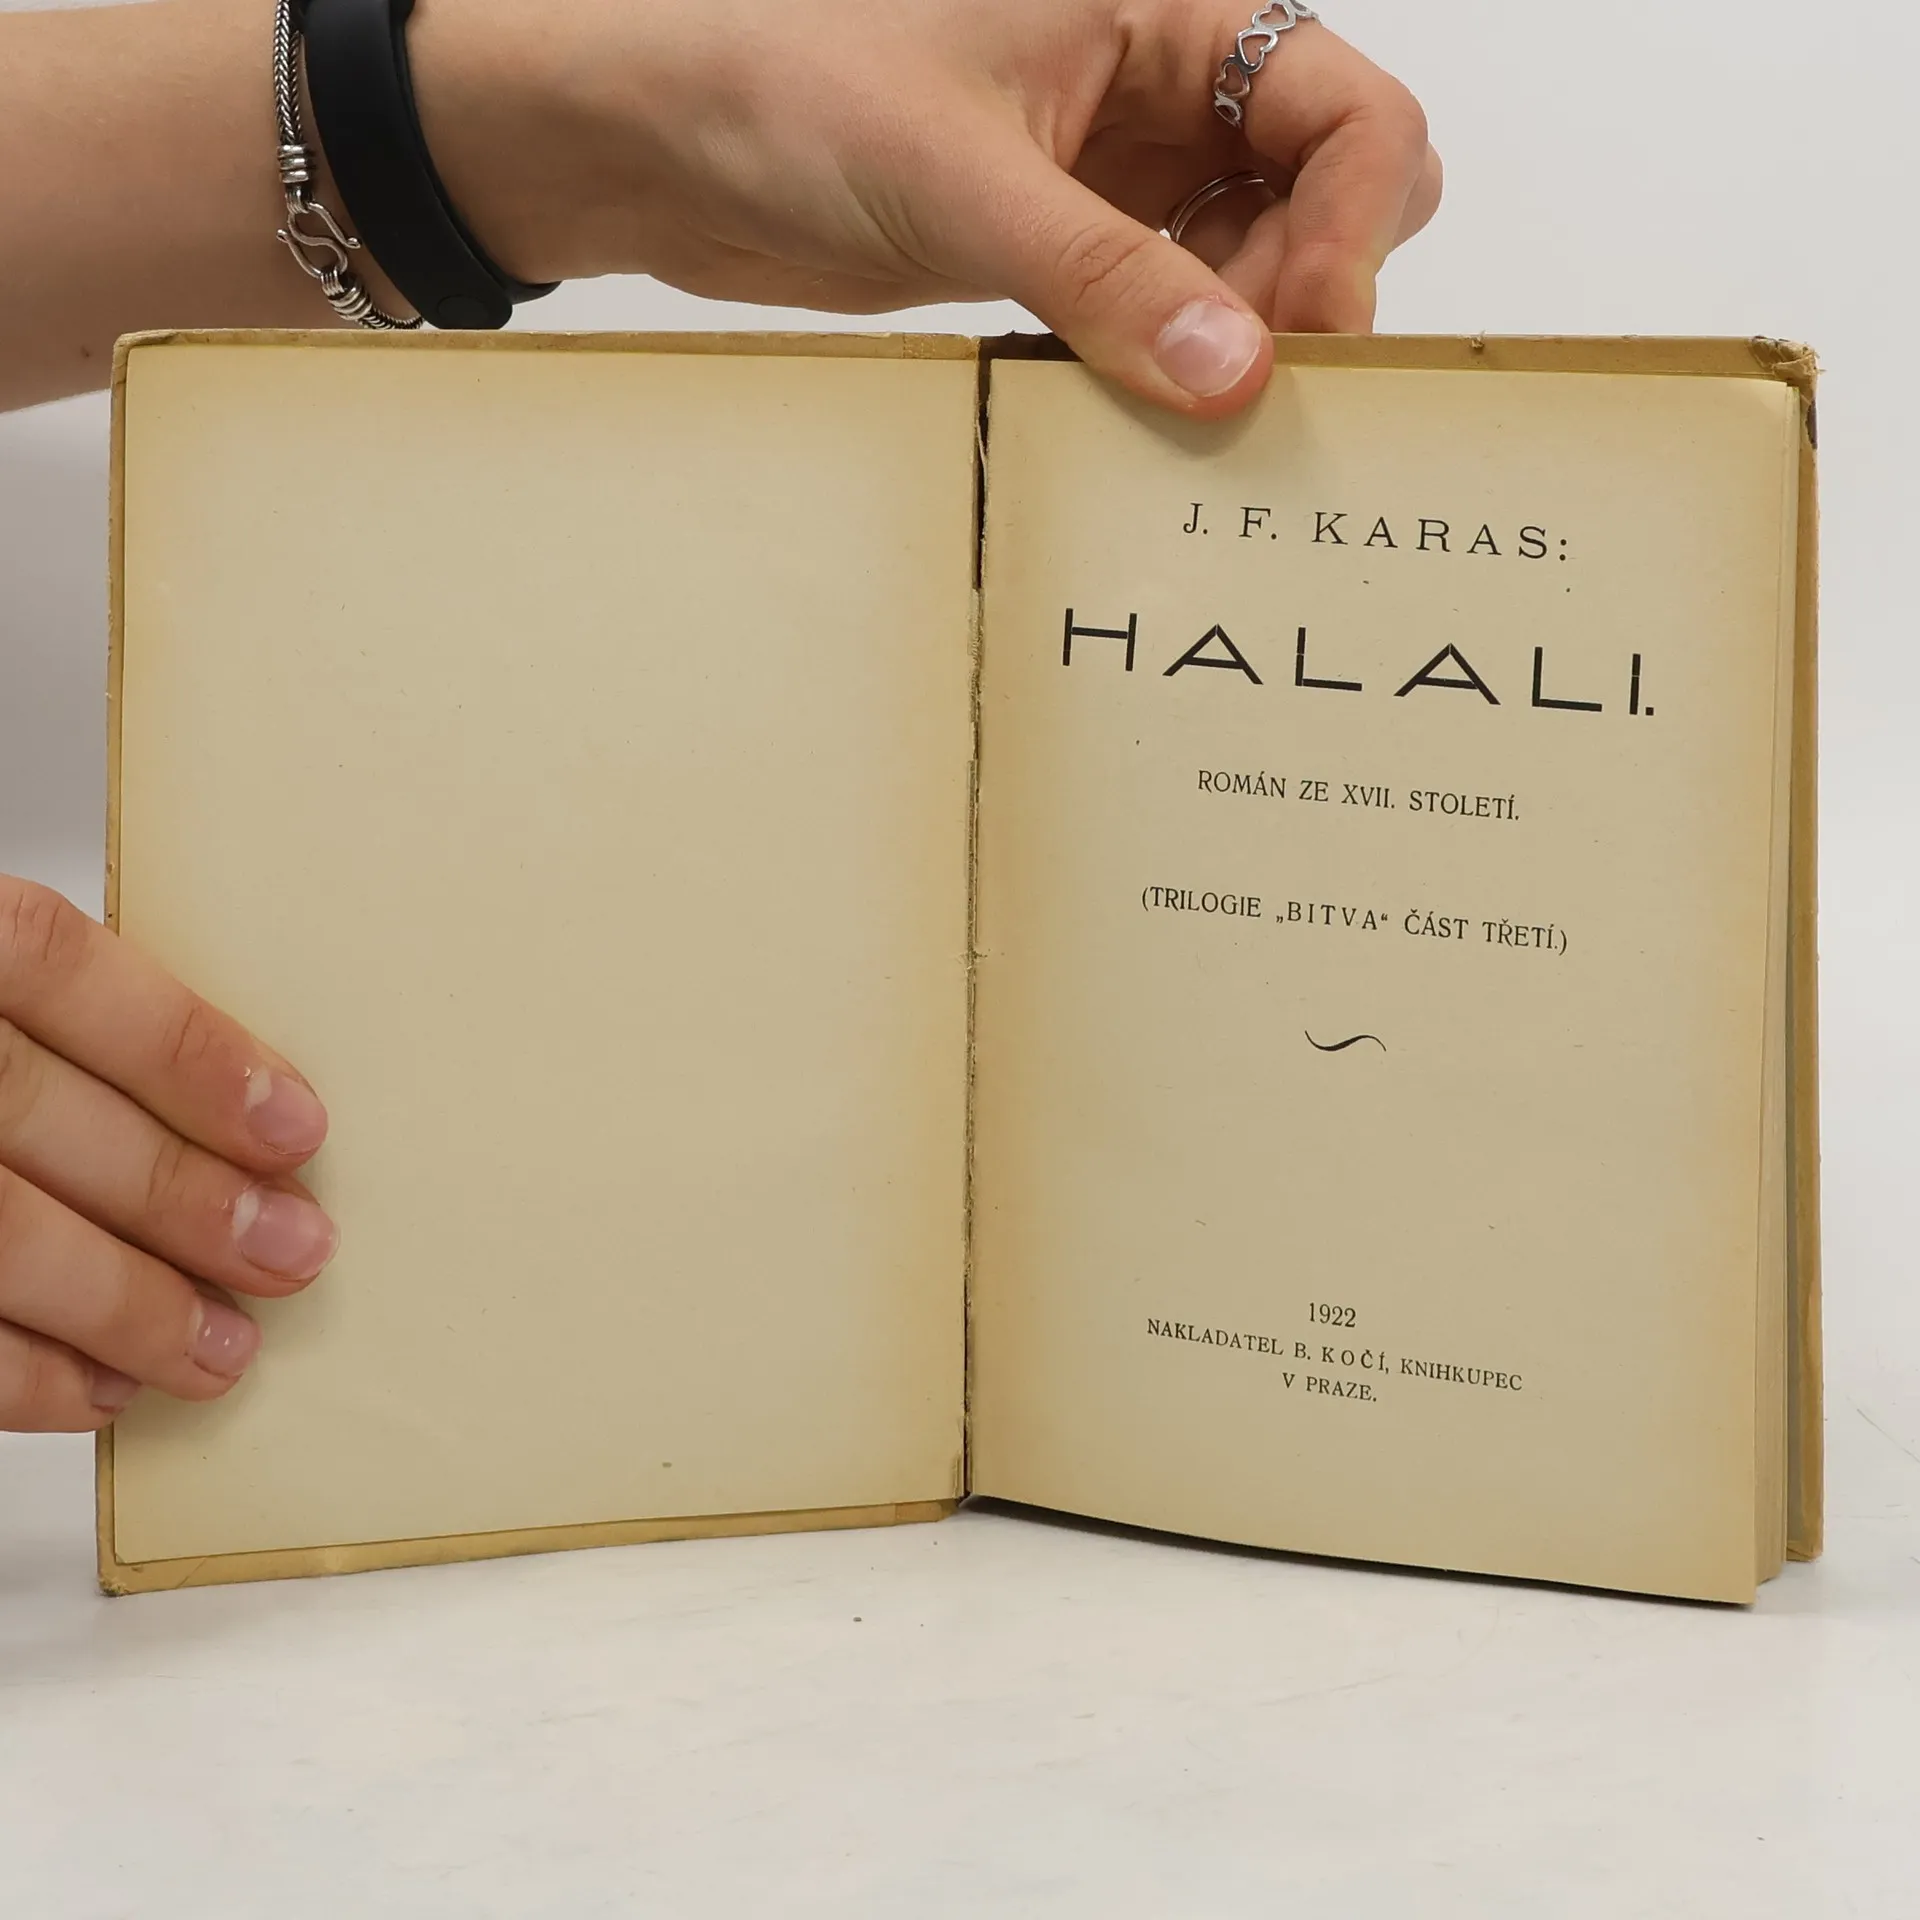 J. F. KARAS:
HALALI.
ROMÁN ZE XVII. STOLETÍ.
(TRILOGIE „BITVA“ ČÁST TŘETÍ.)
1922
NAKLADATEL B. KOČÍ, KNIHKUPEC
V PRAZE.